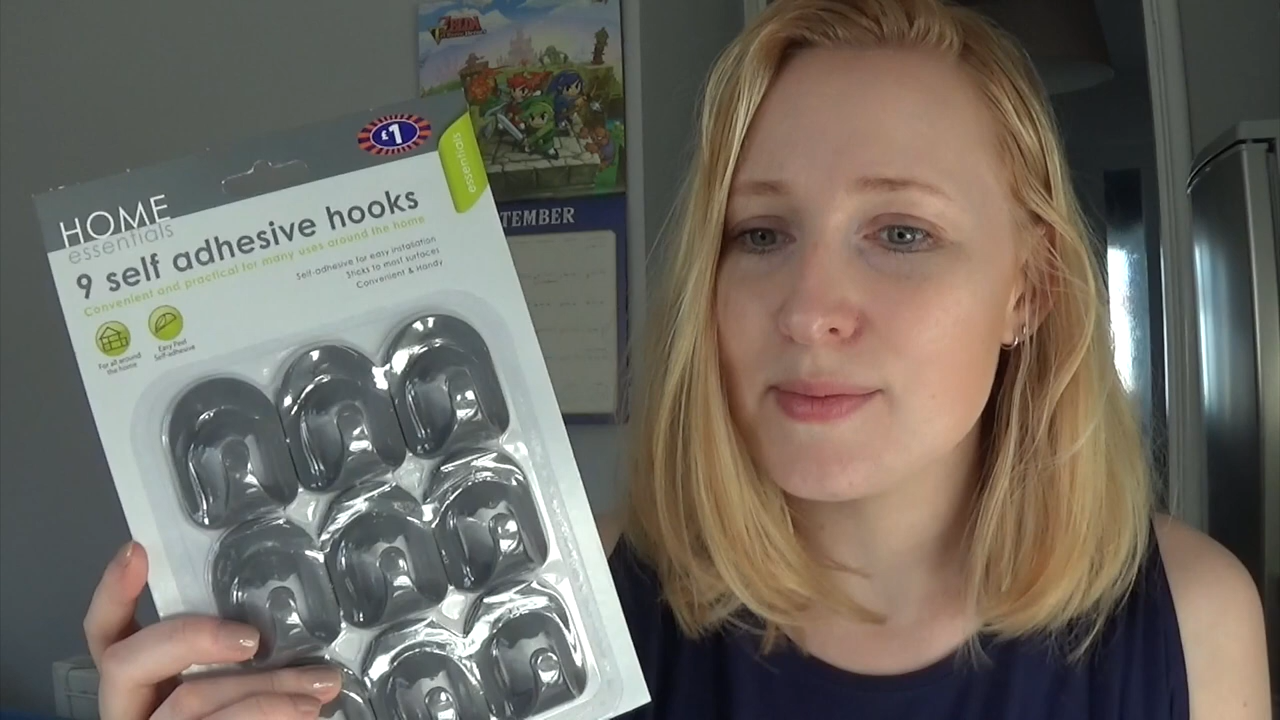 ZELDA
£1
essentials
HOME
essentials
9 self adhesive hooks
Convenient and practical for many uses around the home
Self-adhesive for easy installation
Sticks to most surfaces
Convenient & Handy
For all around
the home
Easy Peel
Self-adhesive
TEMBER